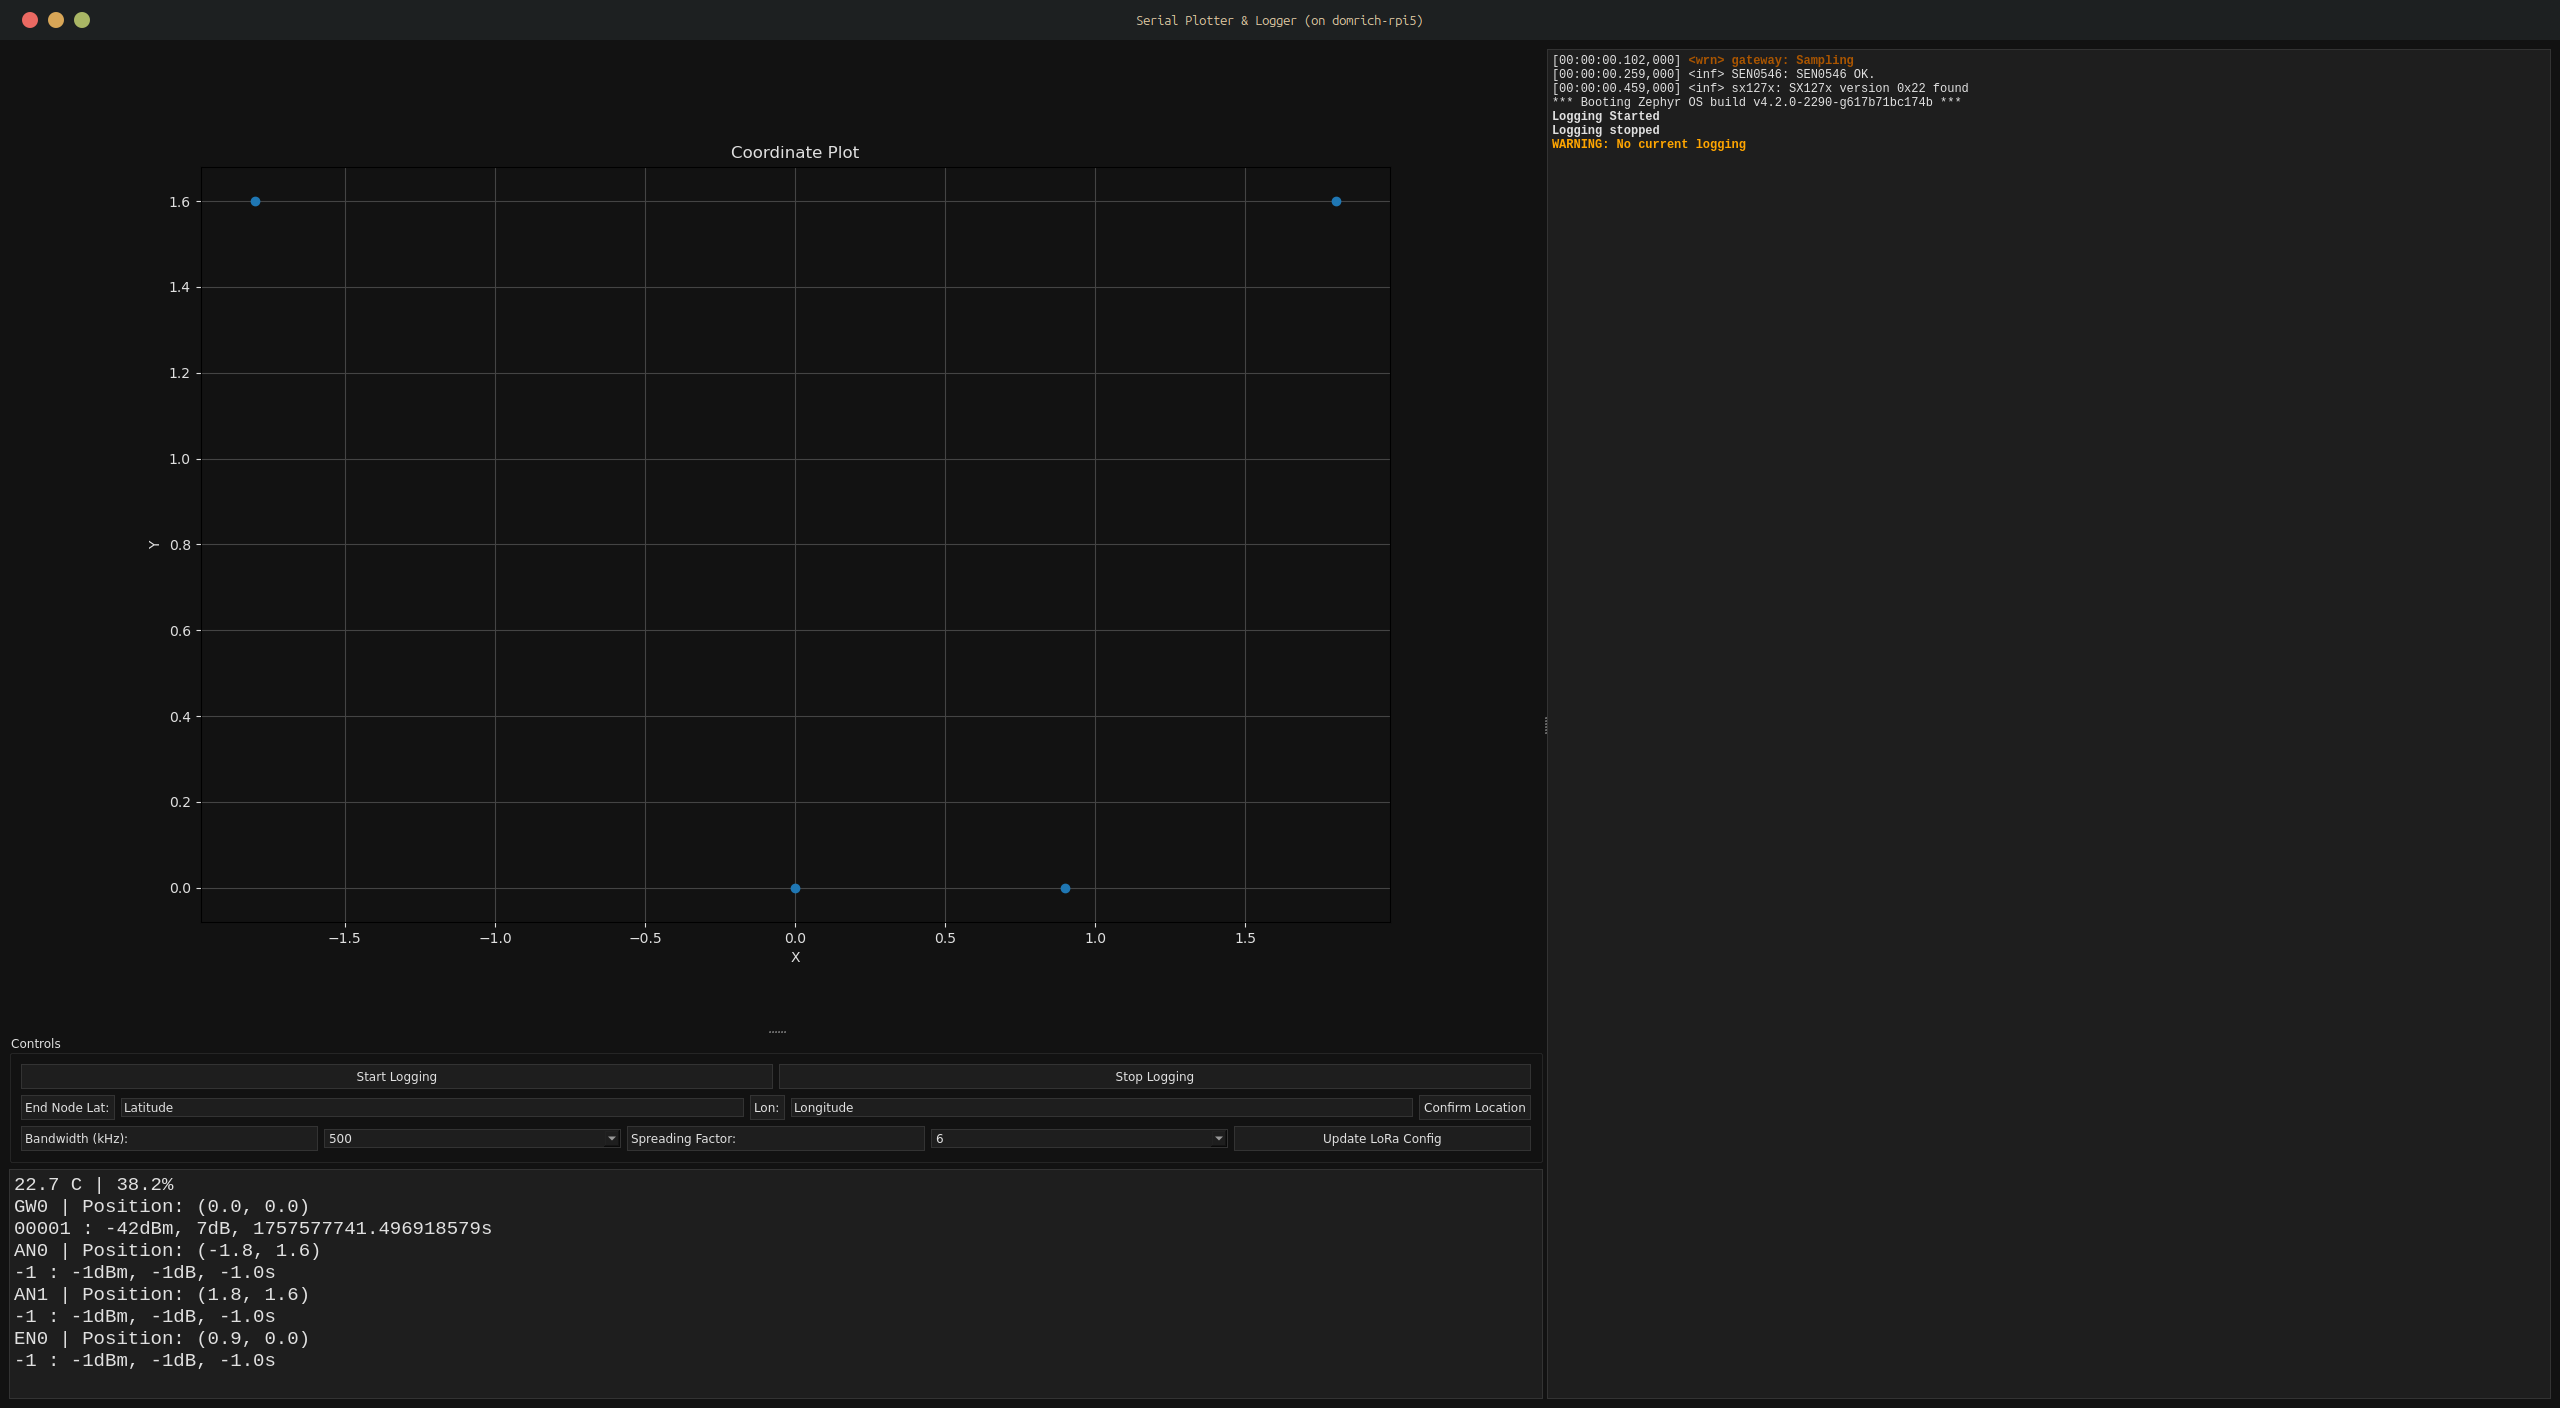 Serial Plotter & Logger (on domrich-rpi5)
Coordinate Plot
1.6
1.4
1.2
1.0
0.8
0.6
0.4
0.2
0.0
Y
−1.5 −1.0 −0.5 0.0 0.5 1.0 1.5
X
Controls
Start Logging Stop Logging
End Node Lat: Latitude Lon: Longitude Confirm Location
Bandwidth (kHz): 500 Spreading Factor: 6 Update LoRa Config
22.7 C | 38.2%
GW0 | Position: (0.0, 0.0)
00001 : -42dBm, 7dB, 1757577741.496918579s
AN0 | Position: (-1.8, 1.6)
-1 : -1dBm, -1dB, -1.0s
AN1 | Position: (1.8, 1.6)
-1 : -1dBm, -1dB, -1.0s
EN0 | Position: (0.9, 0.0)
-1 : -1dBm, -1dB, -1.0s
[00:00:00.102,000] <wrn> gateway: Sampling
[00:00:00.259,000] <inf> SEN0546: SEN0546 OK.
[00:00:00.459,000] <inf> sx127x: SX127x version 0x22 found
*** Booting Zephyr OS build v4.2.0-2290-g617b71bc174b ***
Logging Started
Logging stopped
WARNING: No current logging